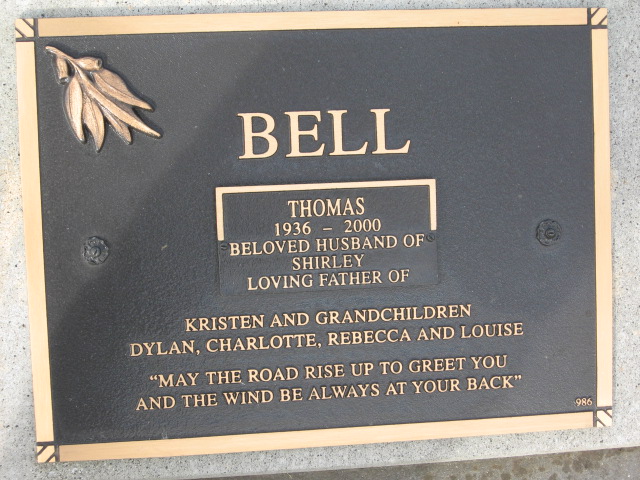 BELL
THOMAS
1936 – 2000
BELOVED HUSBAND OF
SHIRLEY
LOVING FATHER OF
KRISTEN AND GRANDCHILDREN
DYLAN, CHARLOTTE, REBECCA AND LOUISE
“MAY THE ROAD RISE UP TO GREET YOU
AND THE WIND BE ALWAYS AT YOUR BACK”
986